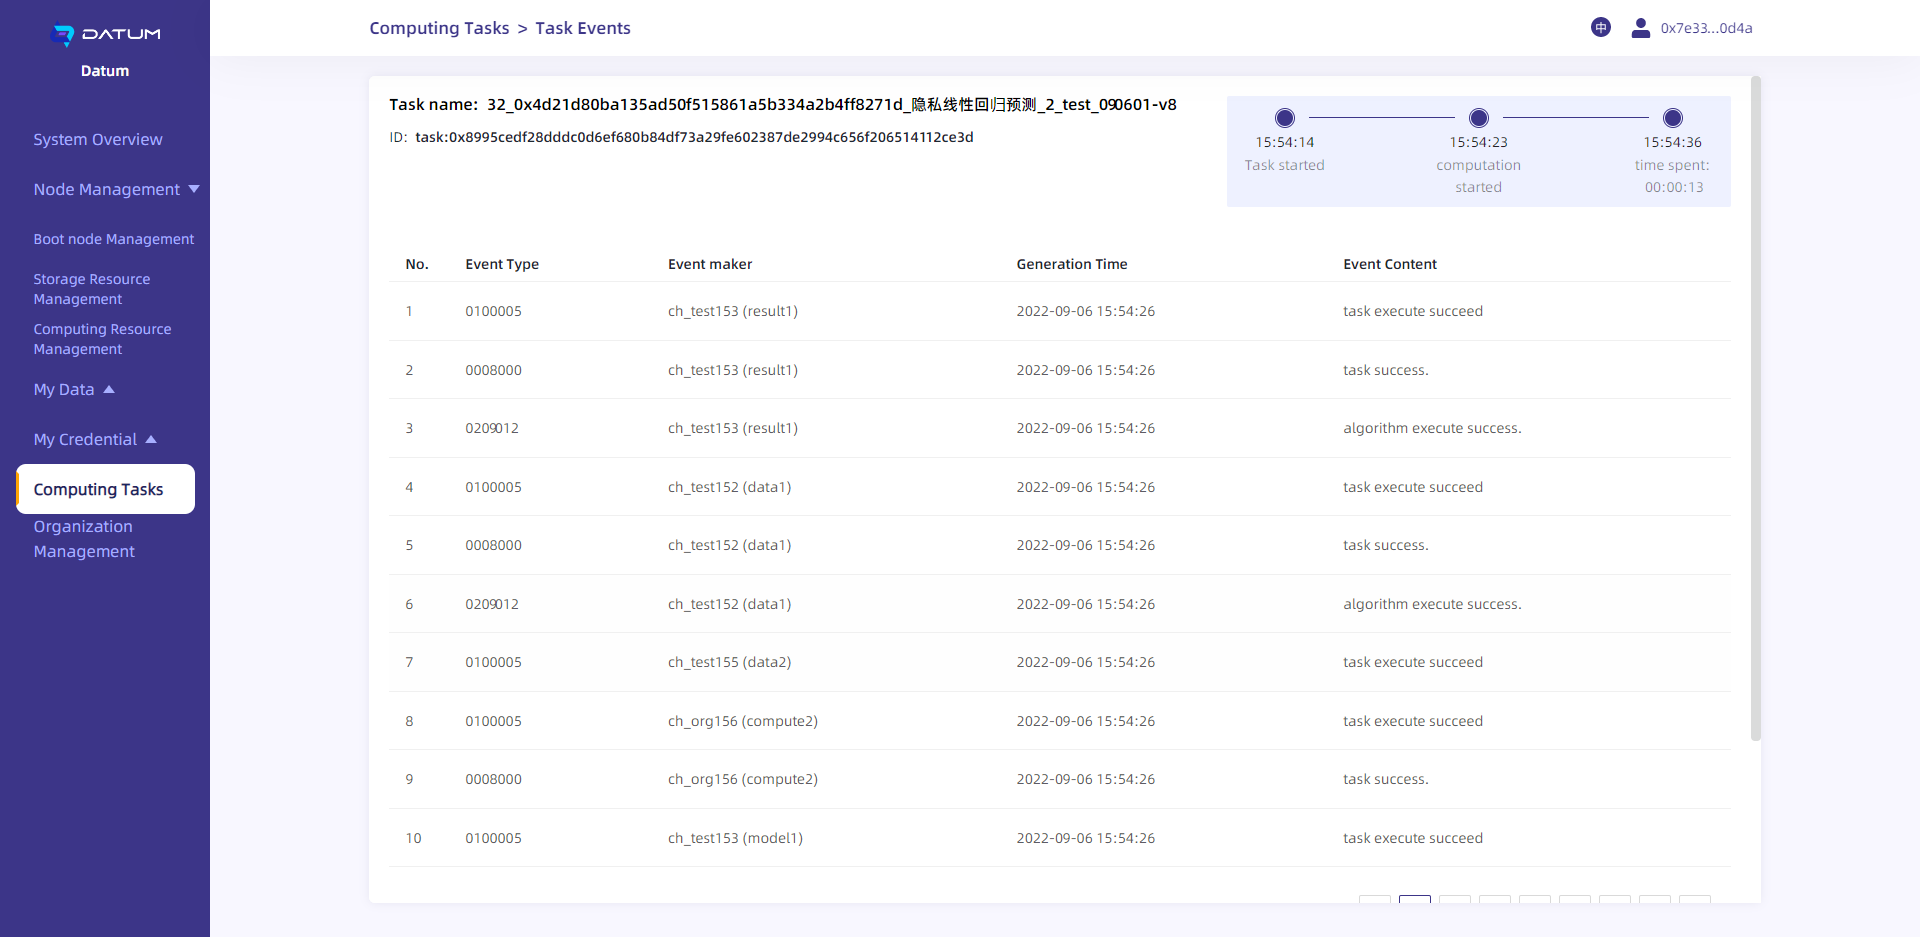 DATUM
Datum
System Overview
Node Management
Boot node Management
Storage Resource
Management
Computing Resource
Management
My Data
My Credential
Computing Tasks
Organization
Management
Computing Tasks > Task Events
中
0x7e33...0d4a
Task name: 32_0x4d21d80ba135ad50f515861a5b334a2b4ff8271d_隐私线性回归预测_2_test_090601-v8
ID: task:0x8995cedf28dddc0d6ef680b84df73a29fe602387de2994c656f206514112ce3d
15:54:14
Task started
15:54:23
computation
started
15:54:36
time spent:
00:00:13
No. Event Type Event maker Generation Time Event Content
1 0100005 ch_test153 (result1) 2022-09-06 15:54:26 task execute succeed
2 0008000 ch_test153 (result1) 2022-09-06 15:54:26 task success.
3 0209012 ch_test153 (result1) 2022-09-06 15:54:26 algorithm execute success.
4 0100005 ch_test152 (data1) 2022-09-06 15:54:26 task execute succeed
5 0008000 ch_test152 (data1) 2022-09-06 15:54:26 task success.
6 0209012 ch_test152 (data1) 2022-09-06 15:54:26 algorithm execute success.
7 0100005 ch_test155 (data2) 2022-09-06 15:54:26 task execute succeed
8 0100005 ch_org156 (compute2) 2022-09-06 15:54:26 task execute succeed
9 0008000 ch_org156 (compute2) 2022-09-06 15:54:26 task success.
10 0100005 ch_test153 (model1) 2022-09-06 15:54:26 task execute succeed